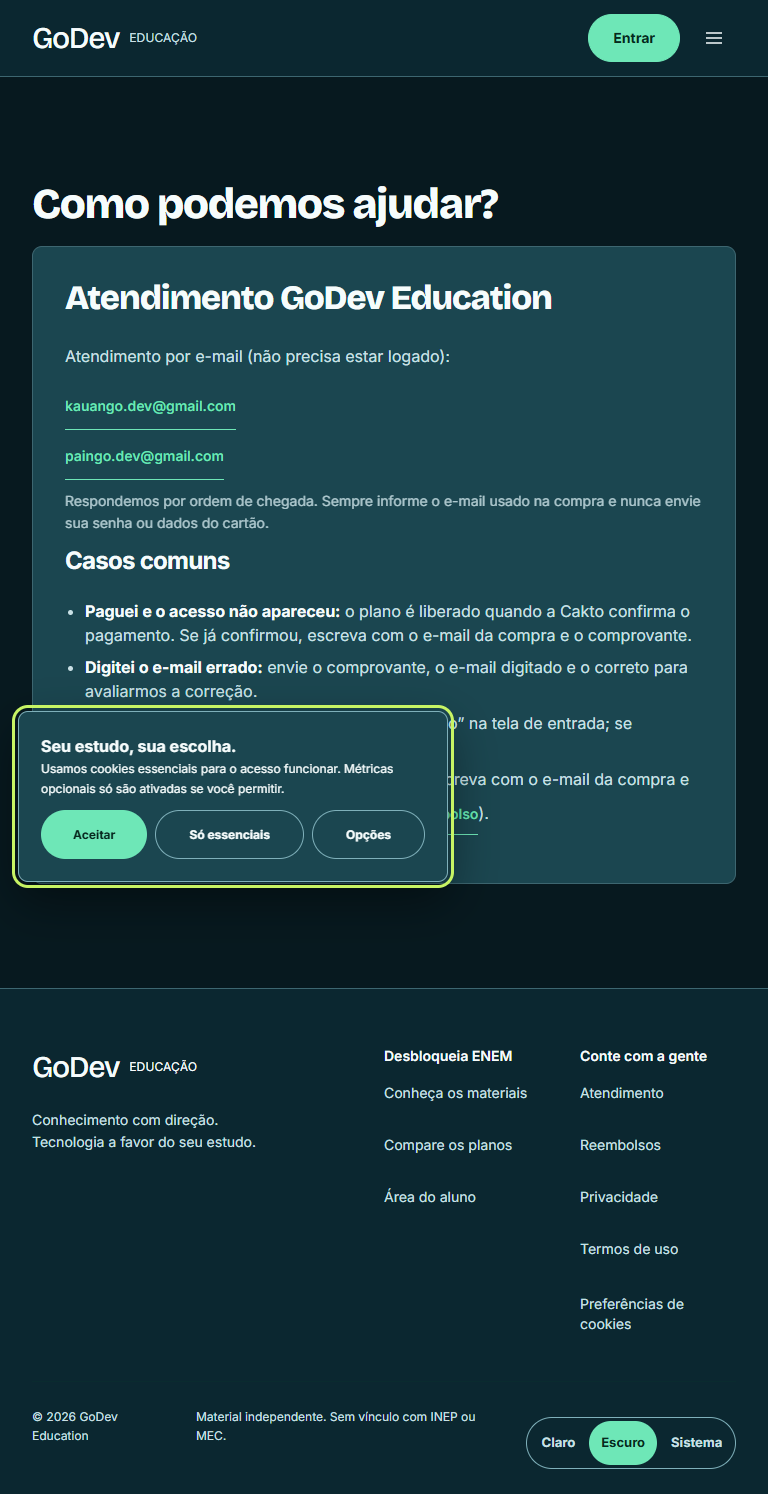 GoDev EDUCAÇÃO
Entrar
Como podemos ajudar?
Atendimento GoDev Education
Atendimento por e-mail (não precisa estar logado):
kauango.dev@gmail.com
paingo.dev@gmail.com
Respondemos por ordem de chegada. Sempre informe o e-mail usado na compra e nunca envie
sua senha ou dados do cartão.
Casos comuns
• Paguei e o acesso não apareceu: o plano é liberado quando a Cakto confirma o
pagamento. Se já confirmou, escreva com o e-mail da compra e o comprovante.
• Digitei o e-mail errado: envie o comprovante, o e-mail digitado e o correto para
avaliarmos a correção.
na tela de entrada; se
com o e-mail da compra e
Seu estudo, sua escolha.
Usamos cookies essenciais para o acesso funcionar. Métricas
opcionais só são ativadas se você permitir.
Aceitar
Só essenciais
Opções
GoDev EDUCAÇÃO
Conhecimento com direção.
Tecnologia a favor do seu estudo.
Desbloqueia ENEM
Conheça os materiais
Compare os planos
Área do aluno
Conte com a gente
Atendimento
Reembolsos
Privacidade
Termos de uso
Preferências de
cookies
© 2026 GoDev
Education
Material independente. Sem vínculo com INEP ou
MEC.
Claro
Escuro
Sistema